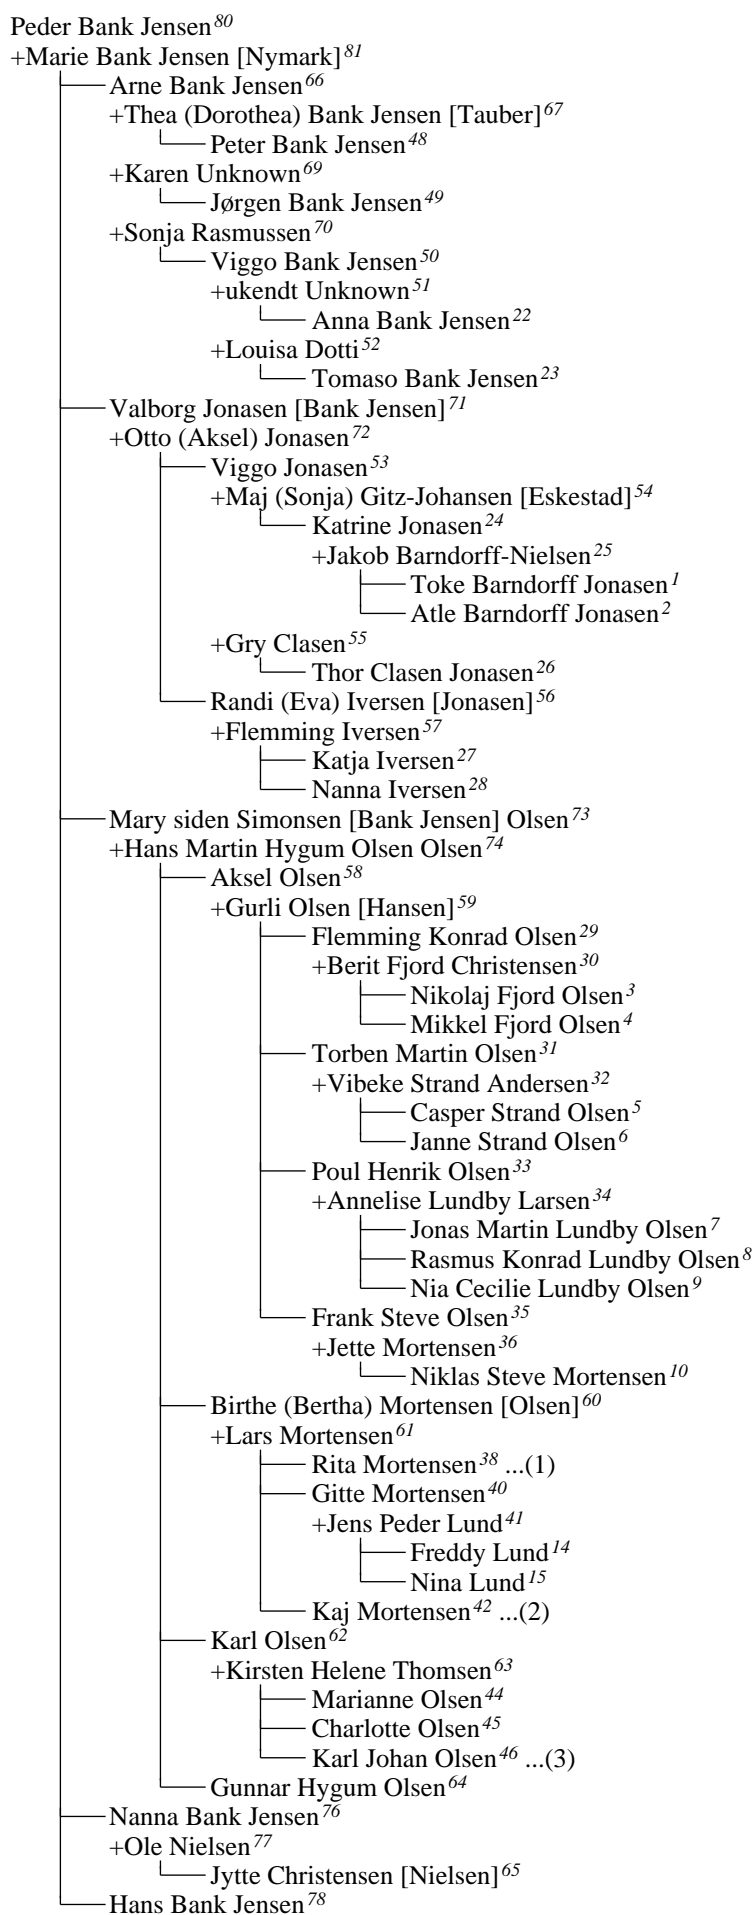 Peder Bank Jensen80
+Marie Bank Jensen [Nymark]81
Arne Bank Jensen66
+Thea (Dorothea) Bank Jensen [Tauber]67
Peter Bank Jensen48
+Karen Unknown69
Jørgen Bank Jensen49
+Sonja Rasmussen70
Viggo Bank Jensen50
+ukendt Unknown51
Anna Bank Jensen22
+Louisa Dotti52
Tomaso Bank Jensen23
Valborg Jonasen [Bank Jensen]71
+Otto (Aksel) Jonasen72
Viggo Jonasen53
+Maj (Sonja) Gitz-Johansen [Eskestad]54
Katrine Jonasen24
+Jakob Barndorff-Nielsen25
Toke Barndorff Jonasen1
Atle Barndorff Jonasen2
+Gry Clasen55
Thor Clasen Jonasen26
Randi (Eva) Iversen [Jonasen]56
+Flemming Iversen57
Katja Iversen27
Nanna Iversen28
Mary siden Simonsen [Bank Jensen] Olsen73
+Hans Martin Hygum Olsen Olsen74
Aksel Olsen58
+Gurli Olsen [Hansen]59
Flemming Konrad Olsen29
+Berit Fjord Christensen30
Nikolaj Fjord Olsen3
Mikkel Fjord Olsen4
Torben Martin Olsen31
+Vibeke Strand Andersen32
Casper Strand Olsen5
Janne Strand Olsen6
Poul Henrik Olsen33
+Annelise Lundby Larsen34
Jonas Martin Lundby Olsen7
Rasmus Konrad Lundby Olsen8
Nia Cecilie Lundby Olsen9
Frank Steve Olsen35
+Jette Mortensen36
Niklas Steve Mortensen10
Birthe (Bertha) Mortensen [Olsen]60
+Lars Mortensen61
Rita Mortensen38 ...(1)
Gitte Mortensen40
+Jens Peder Lund41
Freddy Lund14
Nina Lund15
Kaj Mortensen42 ...(2)
Karl Olsen62
+Kirsten Helene Thomsen63
Marianne Olsen44
Charlotte Olsen45
Karl Johan Olsen46 ...(3)
Gunnar Hygum Olsen64
Nanna Bank Jensen76
+Ole Nielsen77
Jytte Christensen [Nielsen]65
Hans Bank Jensen78